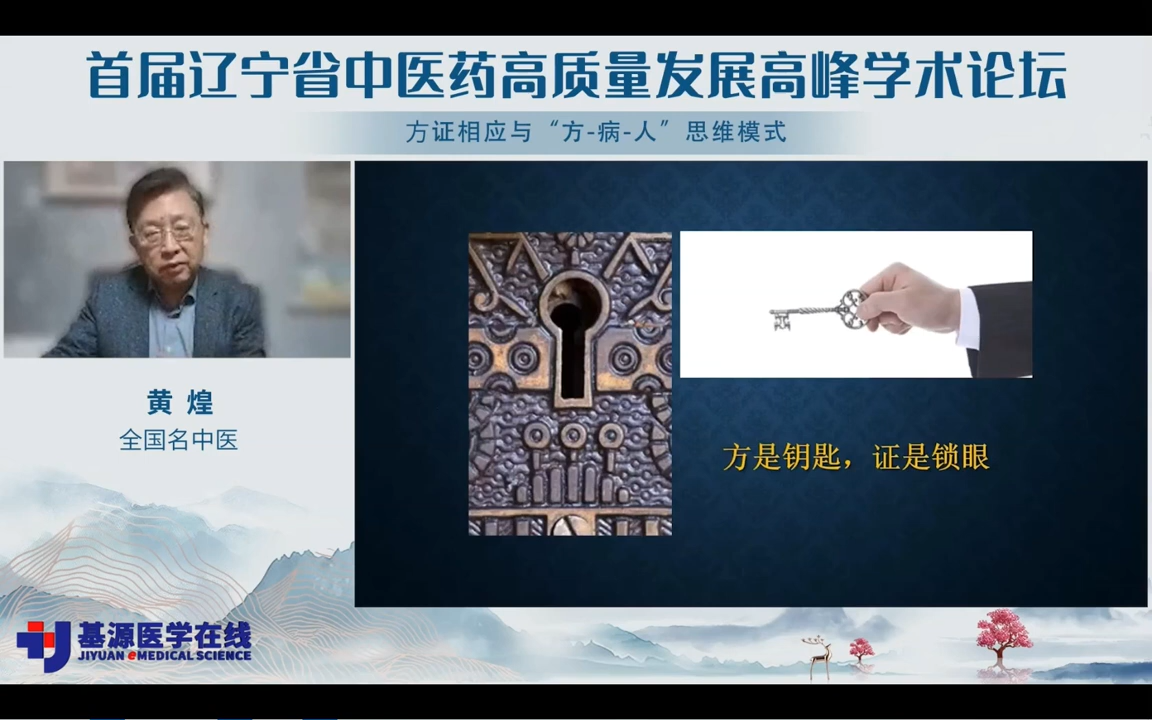 首届辽宁省中医药高质量发展高峰学术论坛
方证相应与“方-病-人”思维模式
黄 煌
全国名中医
方是钥匙，证是锁眼
基源医学在线
JIYUAN eMEDICAL SCIENCE